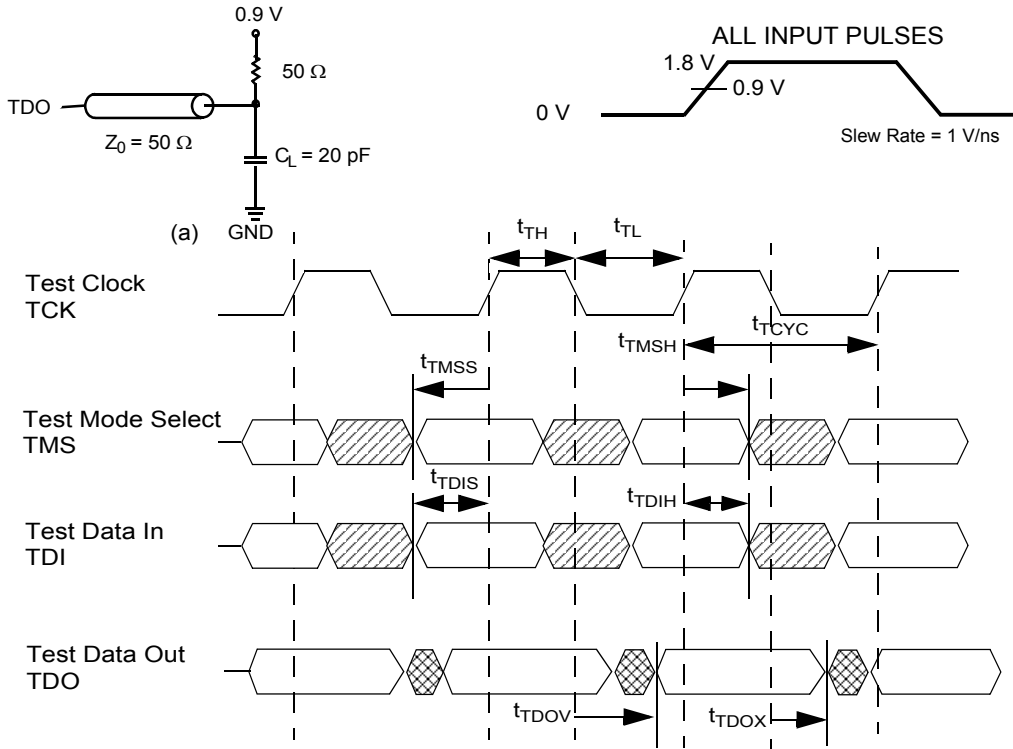 0.9 V
50 Ω
TDO
Z0 = 50 Ω
CL = 20 pF
(a) GND
ALL INPUT PULSES
1.8 V
0.9 V
0 V
Slew Rate = 1 V/ns
tTH
tTL
Test Clock
TCK
tTCYC
tTMSH
tTMSS
Test Mode Select
TMS
tTDIS
tTDIH
Test Data In
TDI
Test Data Out
TDO
tTDOV
tTDOX